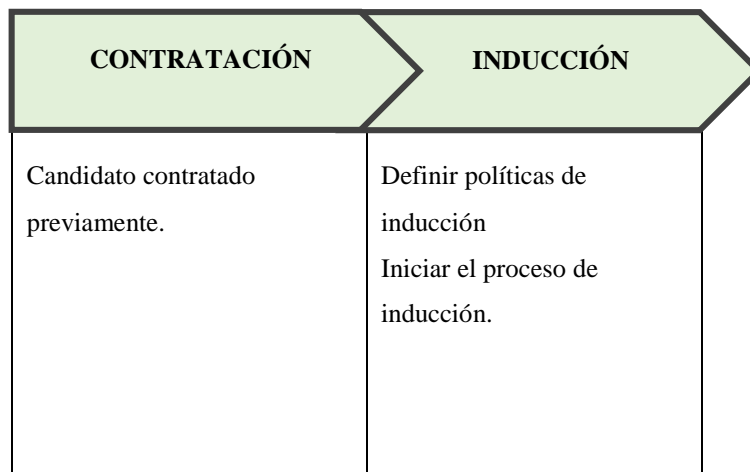 CONTRATACIÓN
INDUCCIÓN
Candidato contratado
previamente.
Definir políticas de
inducción
Iniciar el proceso de
inducción.